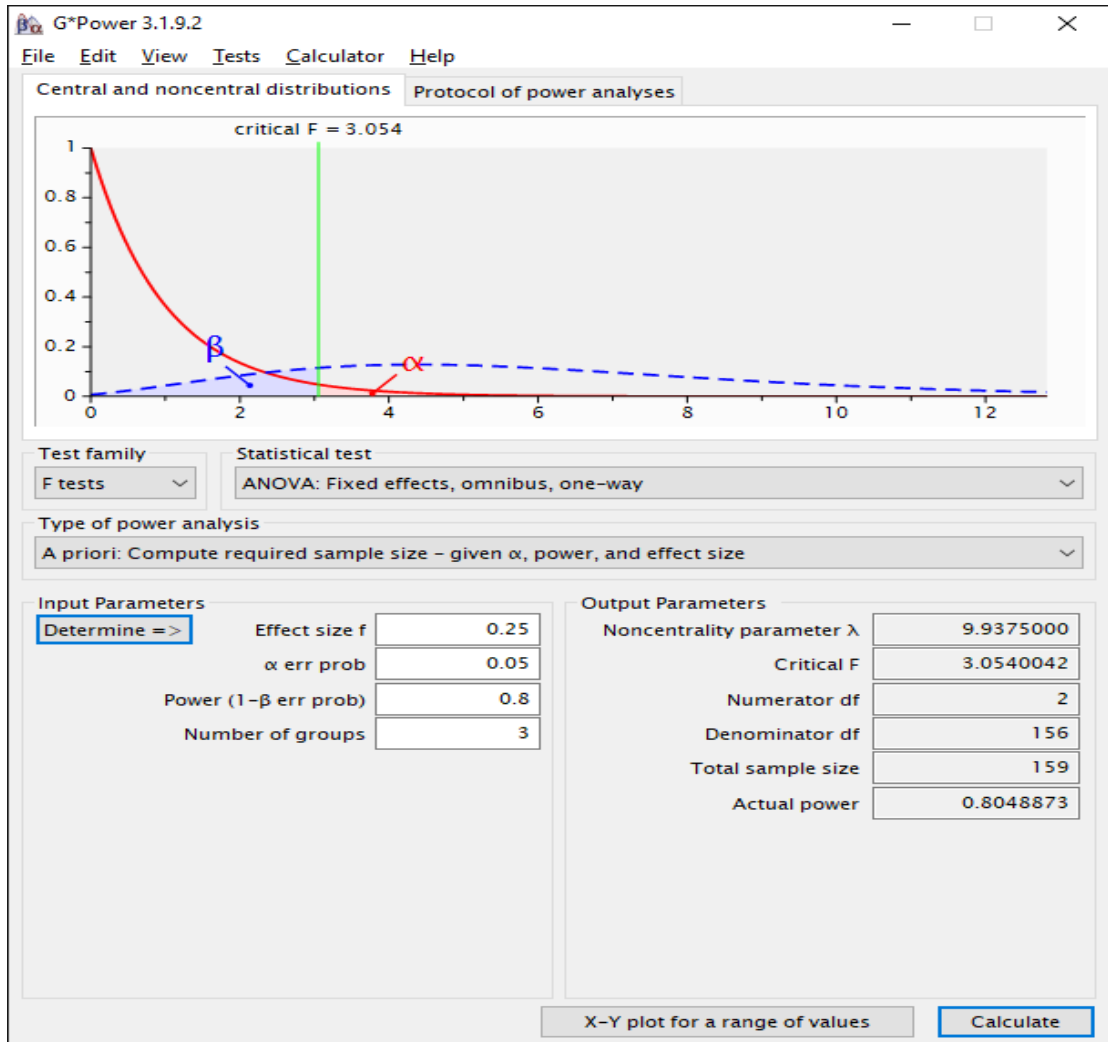 G*Power 3.1.9.2
File Edit View Tests Calculator Help
Central and noncentral distributions Protocol of power analyses
critical F = 3.054
1
0.8
0.6
0.4
0.2
0
β
α
0 2 4 6 8 10 12
Test family Statistical test
F tests ANOVA: Fixed effects, omnibus, one-way
Type of power analysis
A priori: Compute required sample size - given α, power, and effect size
Input Parameters Output Parameters
Determine => Effect size f 0.25 Noncentrality parameter λ 9.9375000
α err prob 0.05 Critical F 3.0540042
Power (1-β err prob) 0.8 Numerator df 2
Number of groups 3 Denominator df 156
Total sample size 159
Actual power 0.8048873
X-Y plot for a range of values Calculate